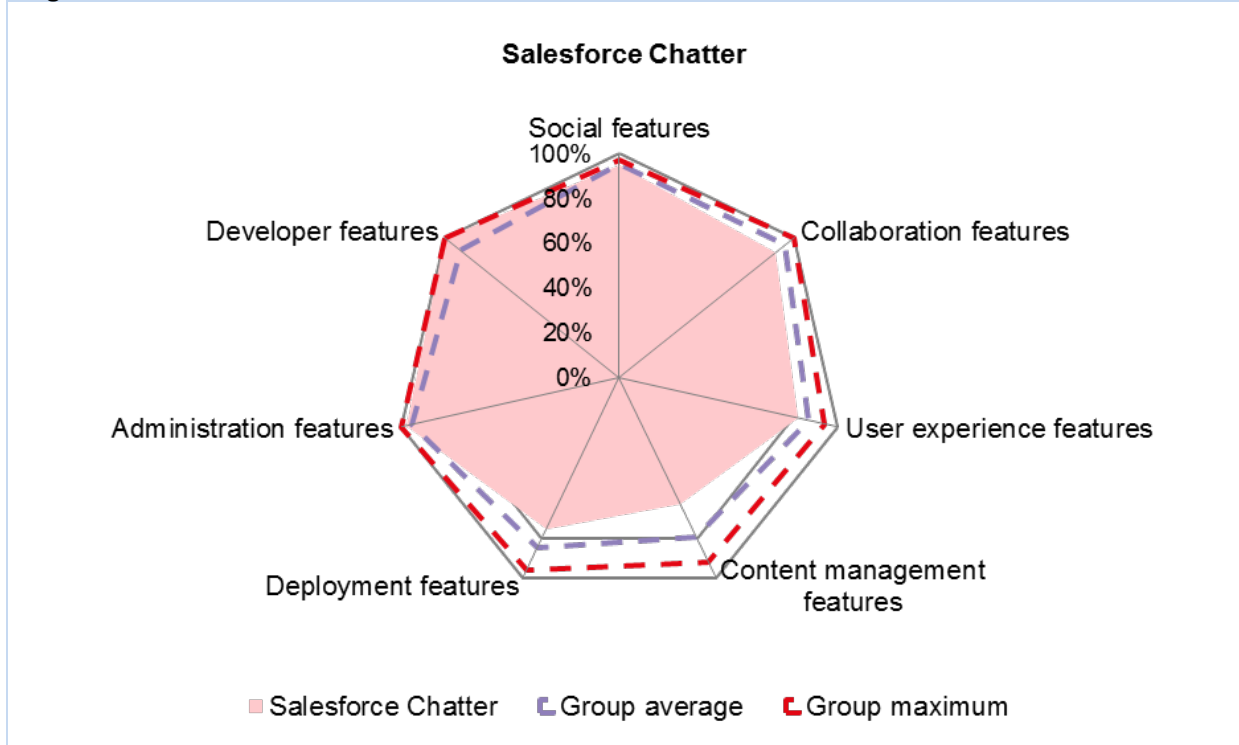 Salesforce Chatter
Social features
100%
80%
60%
40%
20%
0%
Developer features
Collaboration features
Administration features
User experience features
Deployment features
Content management
features
Salesforce Chatter
Group average
Group maximum